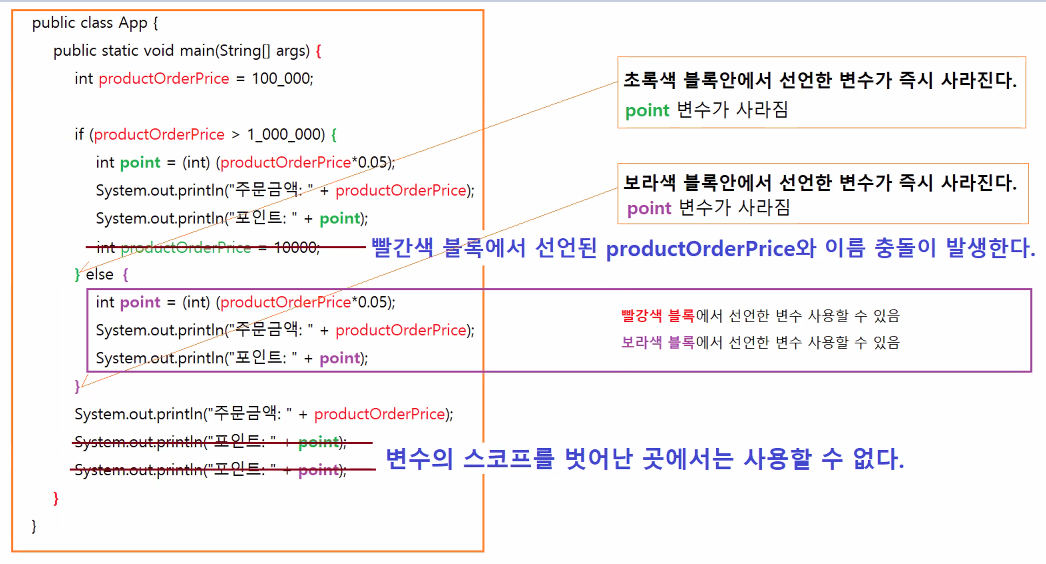 public class App {
public static void main(String[] args) {
int productOrderPrice = 100_000;
초록색 블록안에서 선언한 변수가 즉시 사라진다.
point 변수가 사라짐
if (productOrderPrice > 1_000_000) {
int point = (int) (productOrderPrice*0.05);
System.out.println("주문금액: " + productOrderPrice);
System.out.println("포인트: " + point);
보라색 블록안에서 선언한 변수가 즉시 사라진다.
point 변수가 사라짐
int productOrderPrice = 10000;
빨간색 블록에서 선언된 productOrderPrice와 이름 충돌이 발생한다.
} else {
int point = (int) (productOrderPrice*0.05);
System.out.println("주문금액: " + productOrderPrice);
System.out.println("포인트: " + point);
빨강색 블록에서 선언한 변수 사용할 수 있음
보라색 블록에서 선언한 변수 사용할 수 있음
}
System.out.println("주문금액: " + productOrderPrice);
System.out.println("포인트: " + point);
System.out.println("포인트: " + point);
변수의 스코프를 벗어난 곳에서는 사용할 수 없다.
}
}